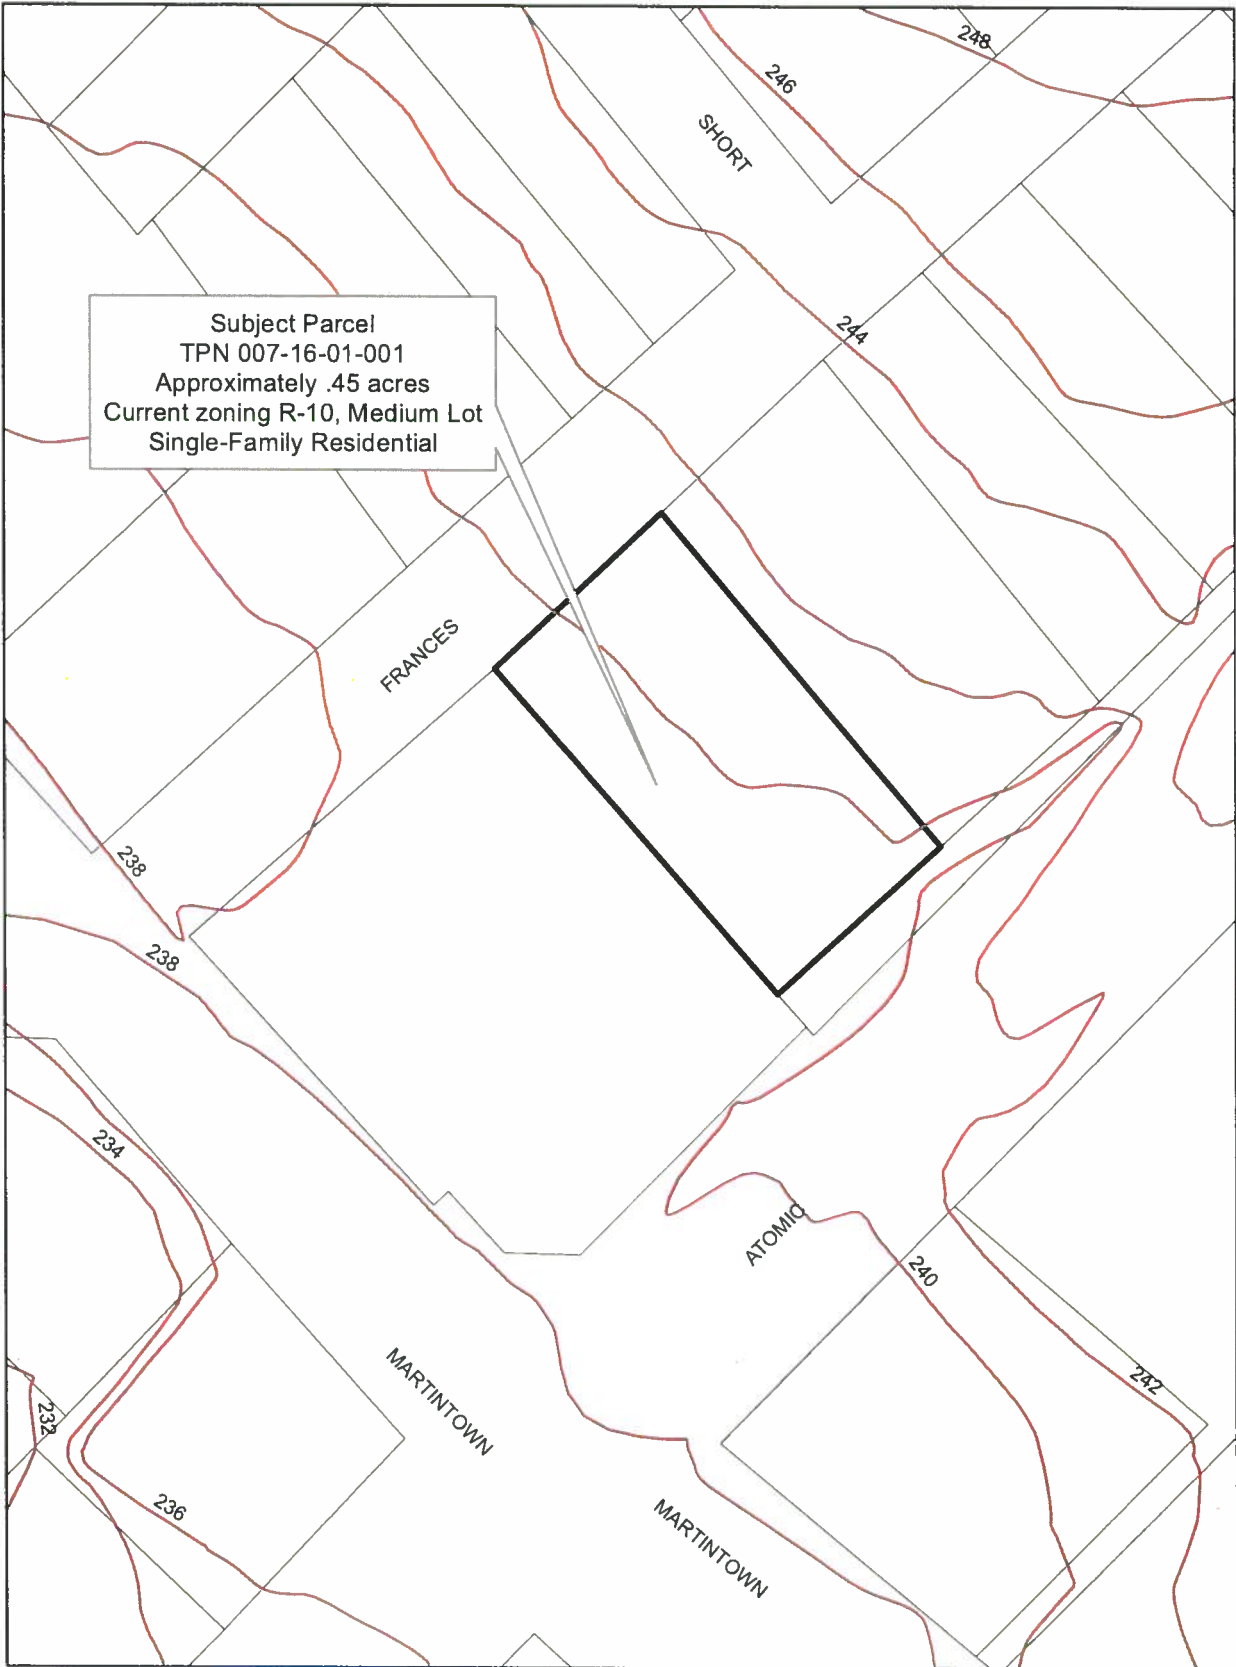 248
246
SHORT
244
Subject Parcel
TPN 007-16-01-001
Approximately .45 acres
Current zoning R-10, Medium Lot
Single-Family Residential
FRANCES
238
238
234
ATOMIC
240
MARTINTOWN
242
232
236
MARTINTOWN